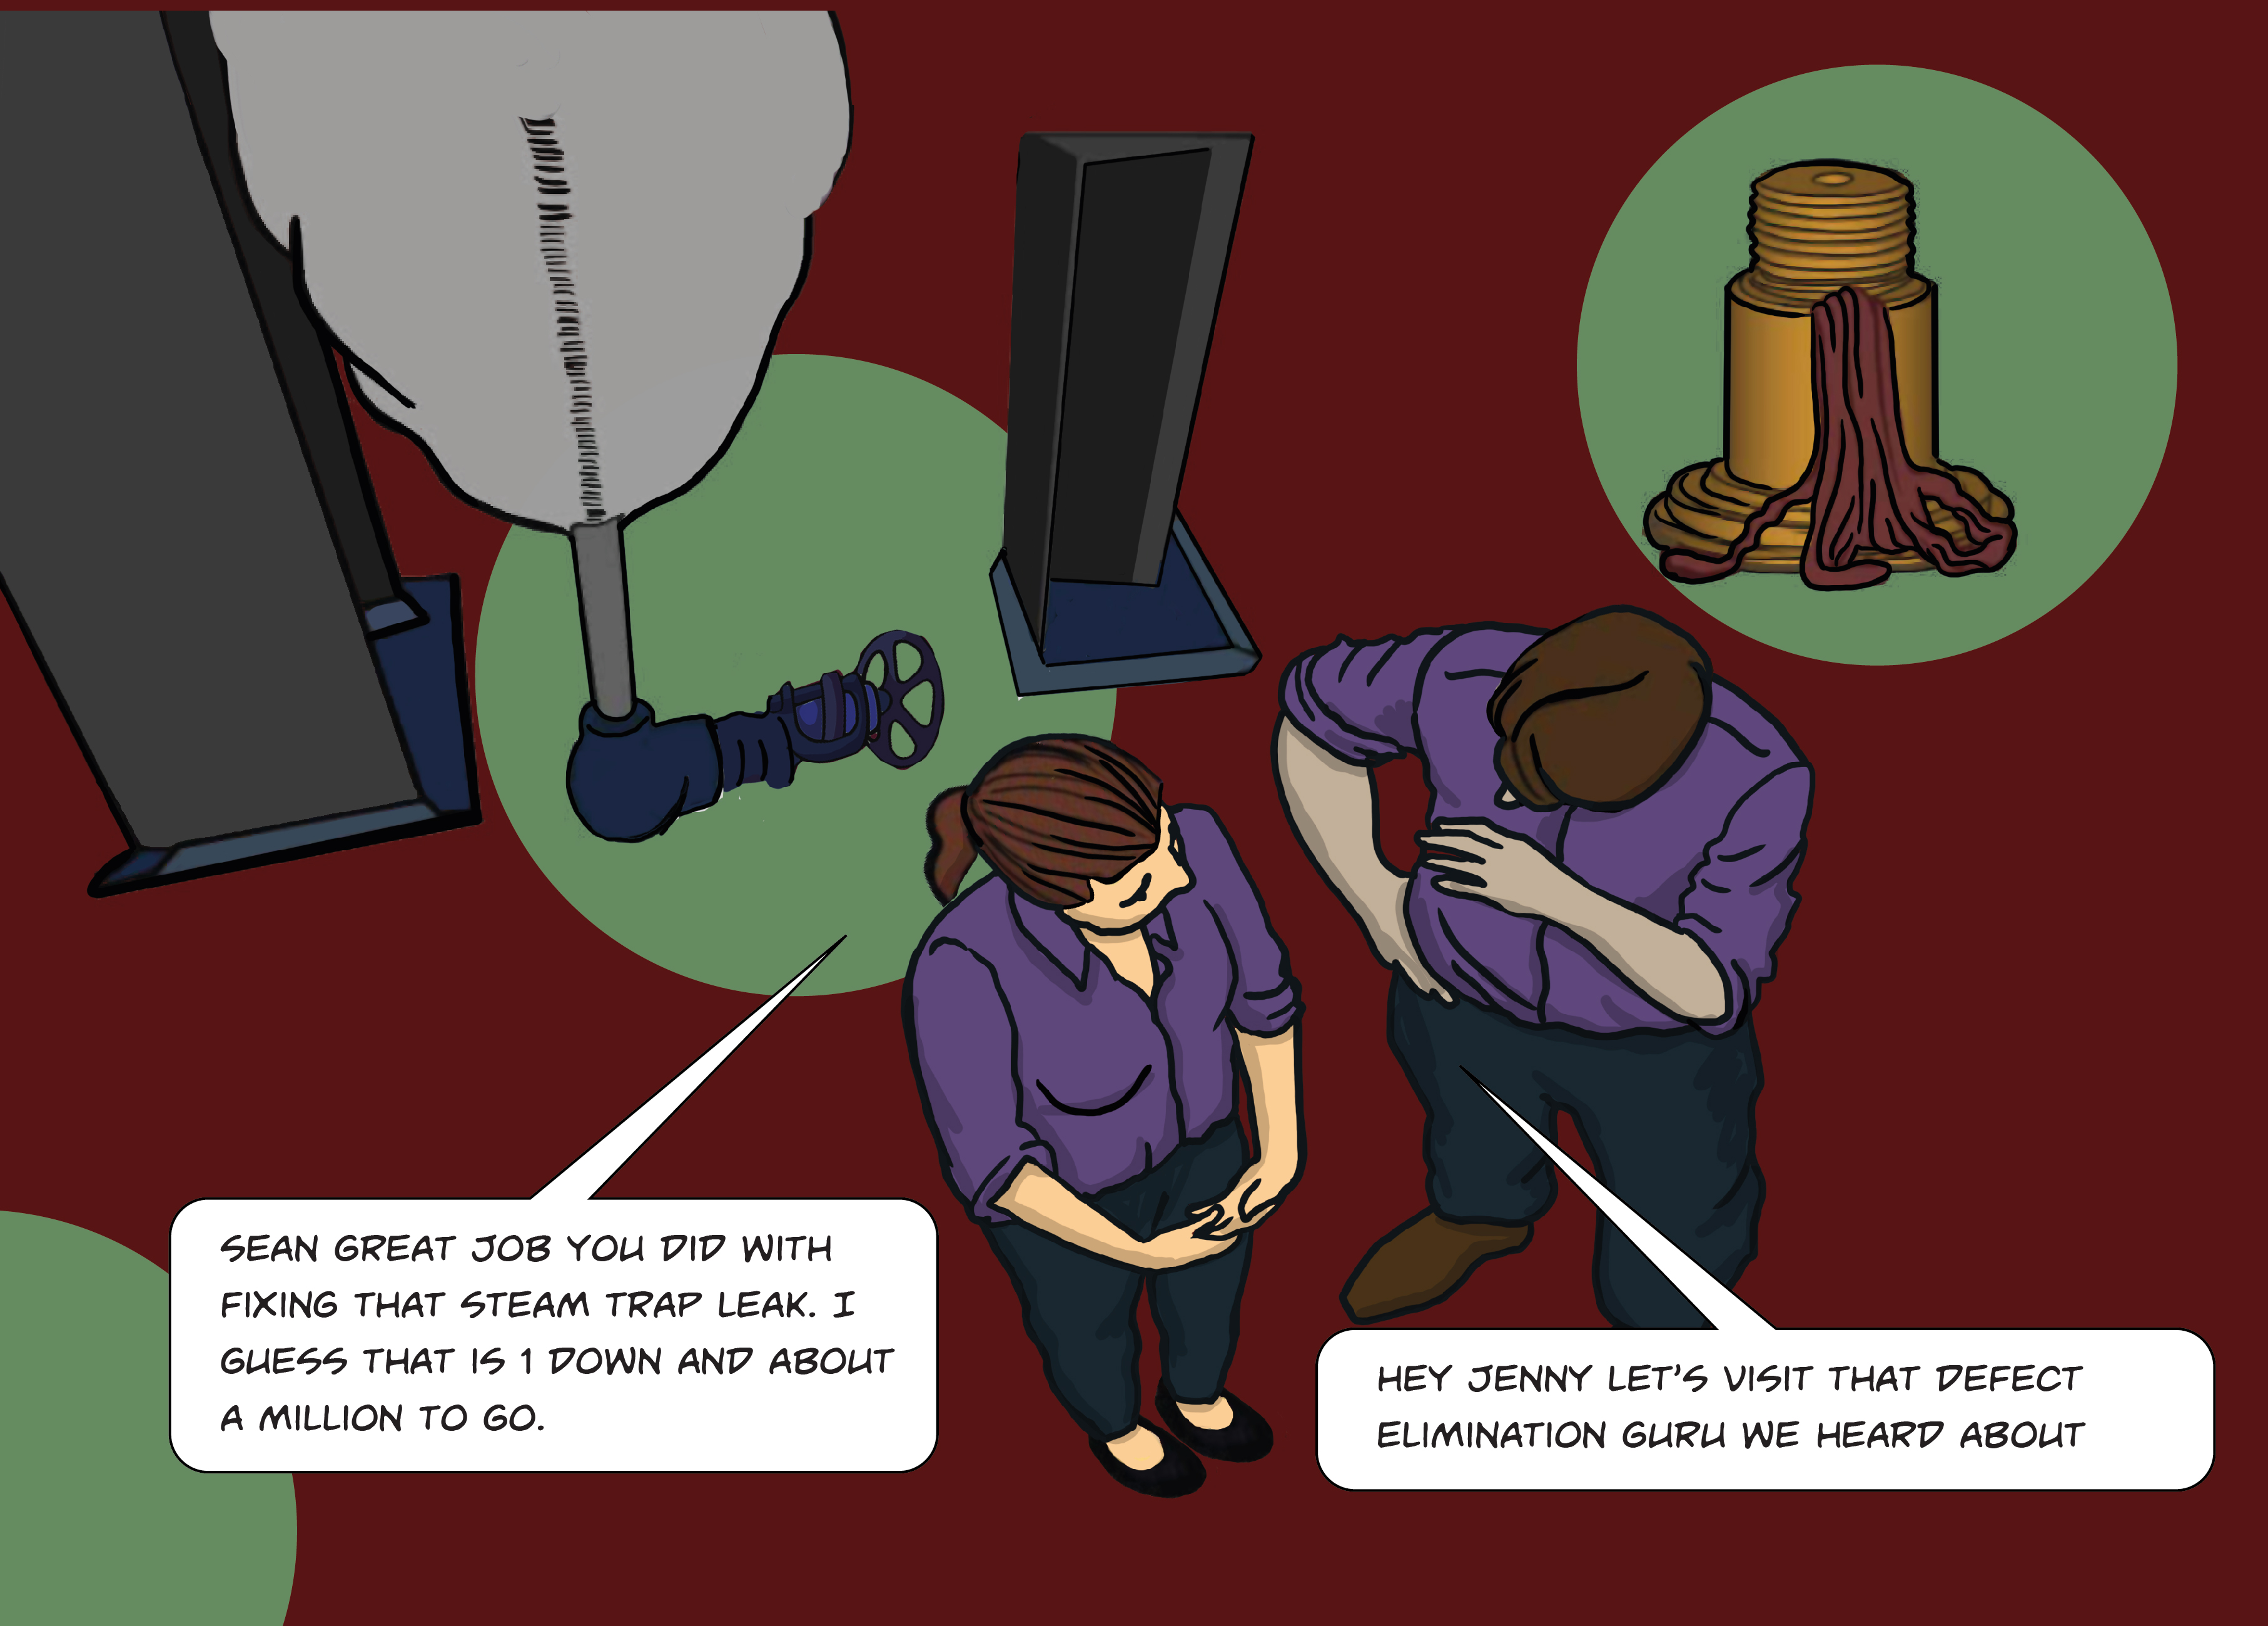 SEAN GREAT JOB YOU DID WITH
FIXING THAT STEAM TRAP LEAK. I
GUESS THAT IS 1 DOWN AND ABOUT
A MILLION TO GO.
HEY JENNY LET'S VISIT THAT DEFECT
ELIMINATION GURU WE HEARD ABOUT